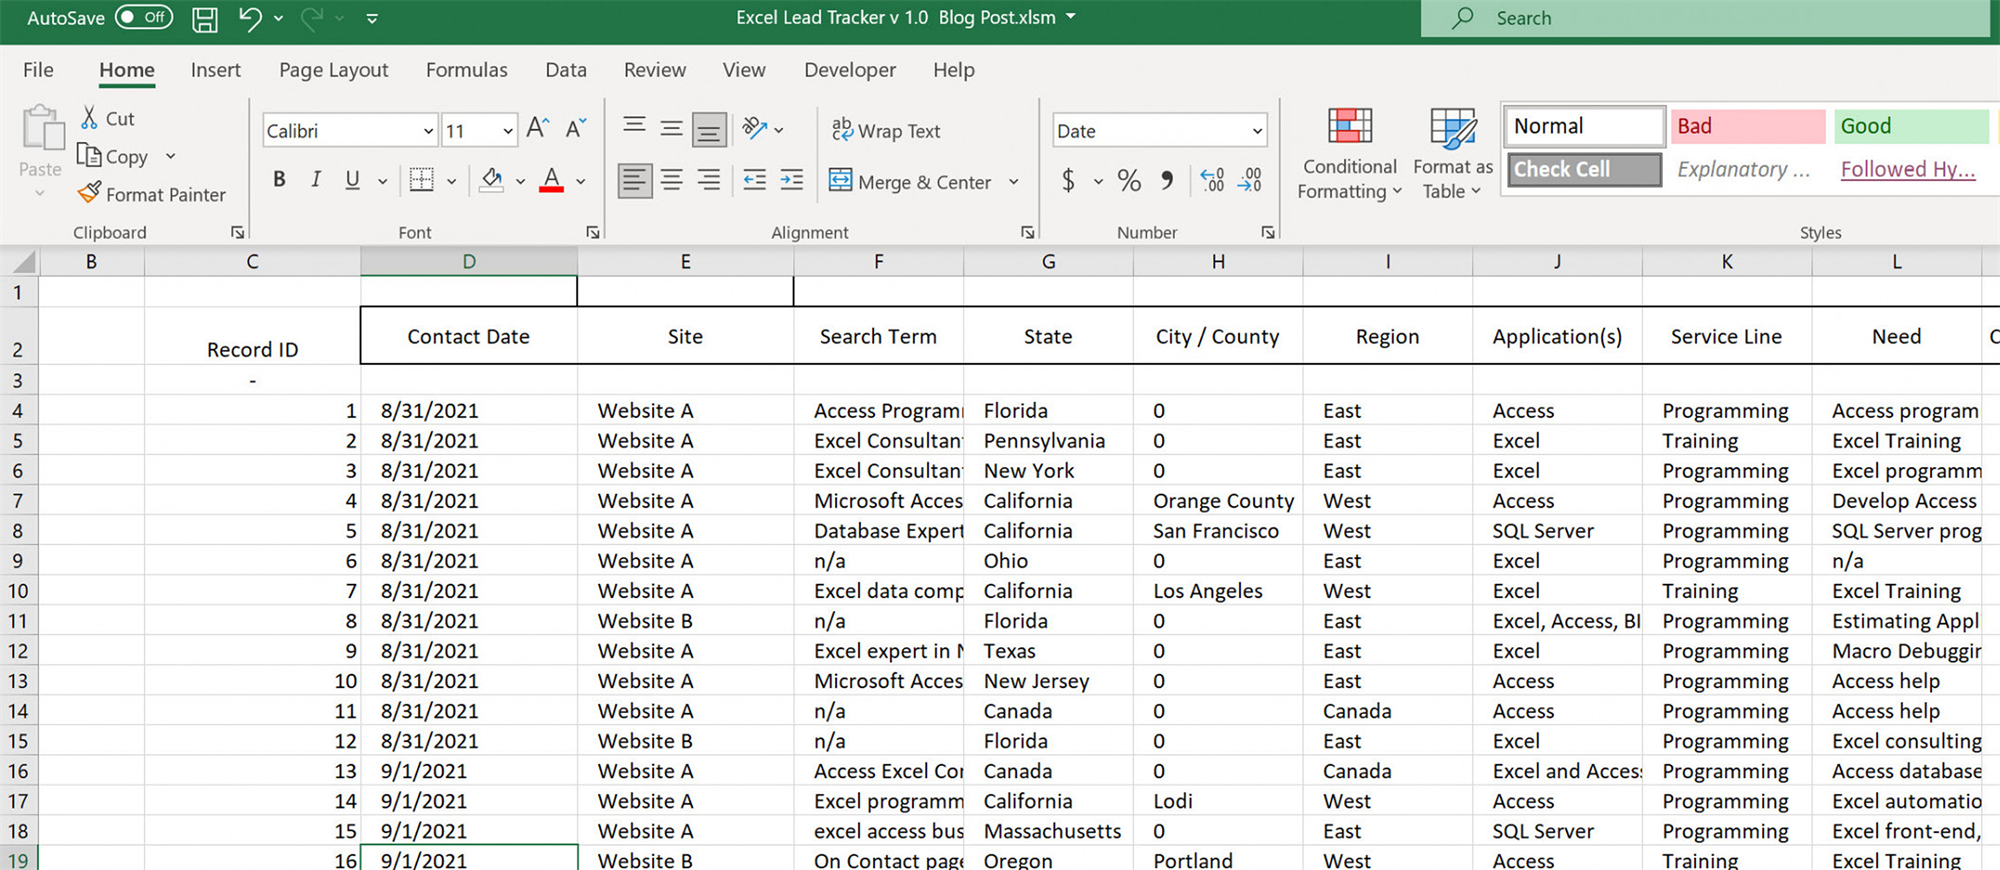 AutoSave Off Excel Lead Tracker v 1.0 Blog Post.xlsm Search
File Home Insert Page Layout Formulas Data Review View Developer Help
Cut Calibri 11 A A ab Wrap Text Date Conditional Formatting Format as Table Normal Bad Good
Paste Copy Check Cell Explanatory ... Followed Hy...
Format Painter B I U A Merge & Center $ % , .00 .00
Clipboard Font Alignment Number Styles
B C D E F G H I J K L
1
2 Record ID Contact Date Site Search Term State City / County Region Application(s) Service Line Need
3 -
4 1 8/31/2021 Website A Access Program Florida 0 East Access Programming Access program
5 2 8/31/2021 Website A Excel Consultan Pennsylvania 0 East Excel Training Excel Training
6 3 8/31/2021 Website A Excel Consultan New York 0 East Excel Programming Excel programm
7 4 8/31/2021 Website A Microsoft Acces California Orange County West Access Programming Develop Access
8 5 8/31/2021 Website A Database Expert California San Francisco West SQL Server Programming SQL Server prog
9 6 8/31/2021 Website A n/a Ohio 0 East Excel Programming n/a
10 7 8/31/2021 Website A Excel data comp California Los Angeles West Excel Training Excel Training
11 8 8/31/2021 Website B n/a Florida 0 East Excel, Access, BI Programming Estimating Appl
12 9 8/31/2021 Website A Excel expert in N Texas 0 East Excel Programming Macro Debuggin
13 10 8/31/2021 Website A Microsoft Acces New Jersey 0 East Access Programming Access help
14 11 8/31/2021 Website A n/a Canada 0 Canada Access Programming Access help
15 12 8/31/2021 Website B n/a Florida 0 East Excel Programming Excel consulting
16 13 9/1/2021 Website A Access Excel Cor Canada 0 Canada Excel and Access Programming Access database
17 14 9/1/2021 Website A Excel programm California Lodi West Access Programming Excel automatio
18 15 9/1/2021 Website A excel access bus Massachusetts 0 East SQL Server Programming Excel front-end,
19 16 9/1/2021 Website B On Contact page Oregon Portland West Access Training Excel Training